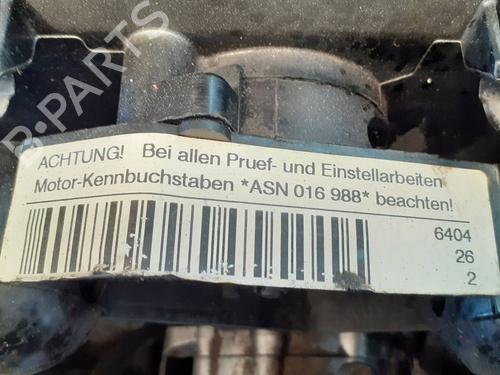 B-PARTS
ACHTUNG! Bei allen Pruef- und Einstellarbeiten
Motor-Kennbuchstaben *ASN 016 988* beachten!
6404
26
2